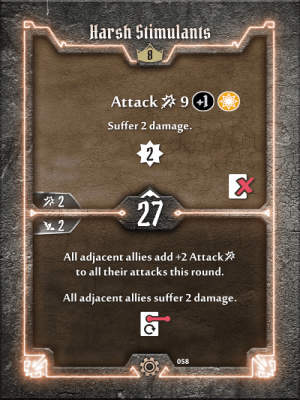 Harsh Stimulants
8
Attack 9 +1
Suffer 2 damage.
2
2
27
2
All adjacent allies add +2 Attack
to all their attacks this round.
All adjacent allies suffer 2 damage.
058